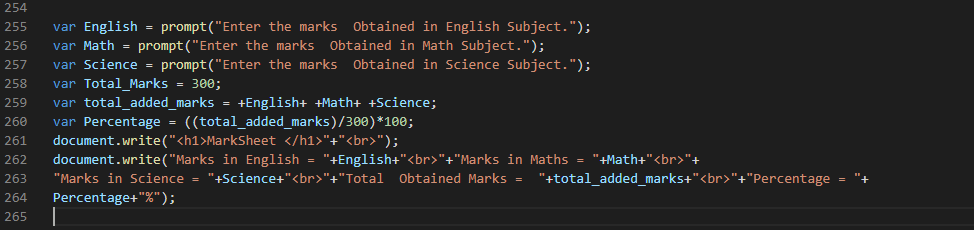 254
255 var English = prompt("Enter the marks  Obtained in English Subject.");
256 var Math = prompt("Enter the marks  Obtained in Math Subject.");
257 var Science = prompt("Enter the marks  Obtained in Science Subject.");
258 var Total_Marks = 300;
259 var total_added_marks = +English+ +Math+ +Science;
260 var Percentage = ((total_added_marks)/300)*100;
261 document.write("<h1>MarkSheet </h1>"+"<br>");
262 document.write("Marks in English = "+English+"<br>"+"Marks in Maths = "+Math+"<br>"+
263 "Marks in Science = "+Science+"<br>"+"Total  Obtained Marks =  "+total_added_marks+"<br>"+"Percentage = "+
264 Percentage+"%");
265